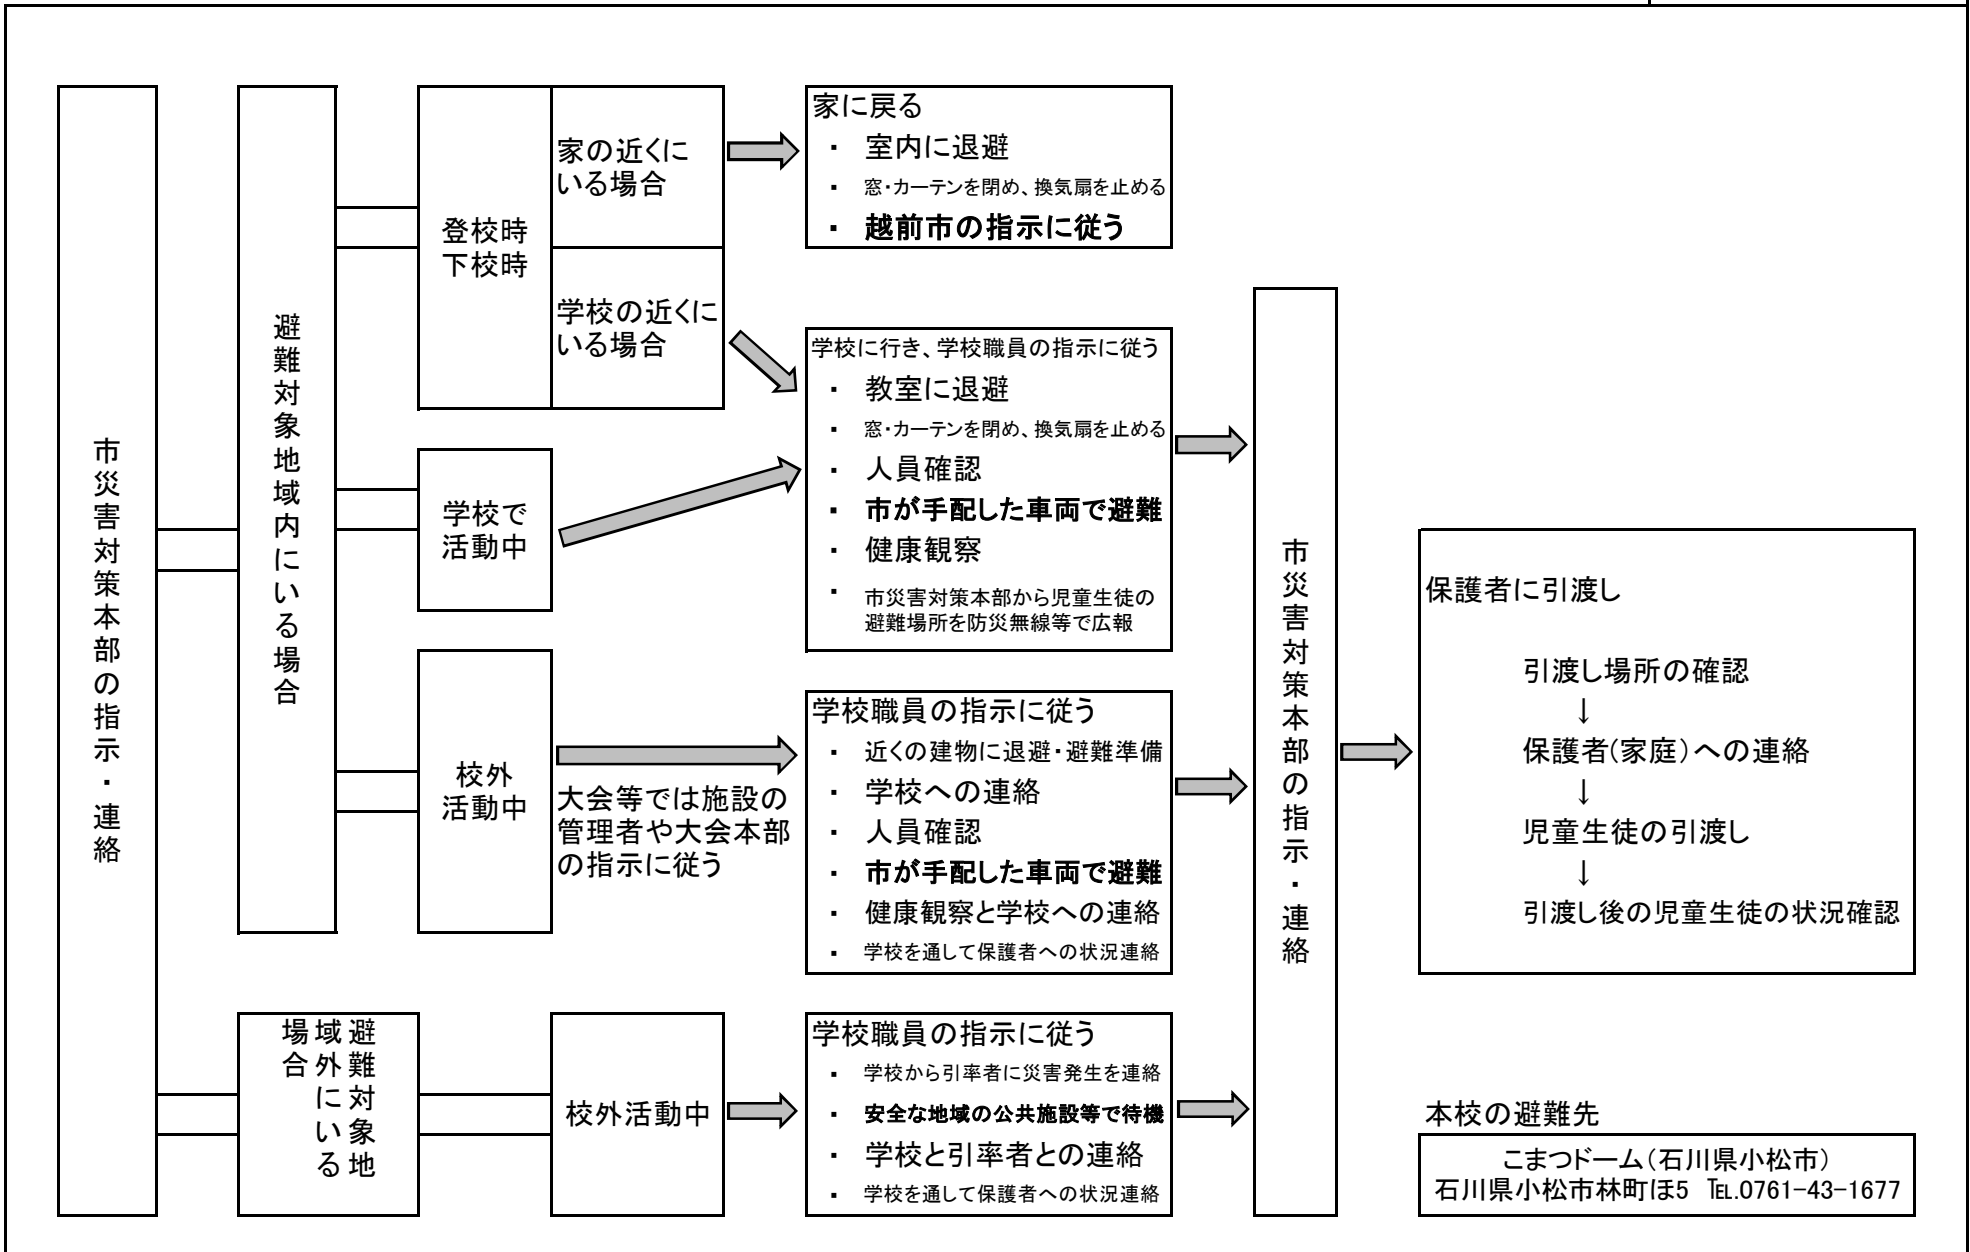 市災害対策本部の指示・連絡
避難対象地域内にいる場合
登校時
下校時
家の近くに
いる場合
家に戻る
・ 室内に退避
・ 窓・カーテンを閉め、換気扇を止める
・ 越前市の指示に従う
学校の近くに
いる場合
学校に行き、学校職員の指示に従う
・ 教室に退避
・ 窓・カーテンを閉め、換気扇を止める
・ 人員確認
・ 市が手配した車両で避難
・ 健康観察
・ 市災害対策本部から児童生徒の
避難場所を防災無線等で広報
学校で
活動中
校外
活動中
大会等では施設の
管理者や大会本部
の指示に従う
学校職員の指示に従う
・ 近くの建物に退避・避難準備
・ 学校への連絡
・ 人員確認
・ 市が手配した車両で避難
・ 健康観察と学校への連絡
・ 学校を通して保護者への状況連絡
避難対象地
域外にいる
場合
校外活動中
学校職員の指示に従う
・ 学校から引率者に災害発生を連絡
・ 安全な地域の公共施設等で待機
・ 学校と引率者との連絡
・ 学校を通して保護者への状況連絡
市災害対策本部の指示・連絡
保護者に引渡し
引渡し場所の確認
↓
保護者(家庭)への連絡
↓
児童生徒の引渡し
↓
引渡し後の児童生徒の状況確認
本校の避難先
こまつドーム(石川県小松市)
石川県小松市林町ほ5 ℡.0761-43-1677